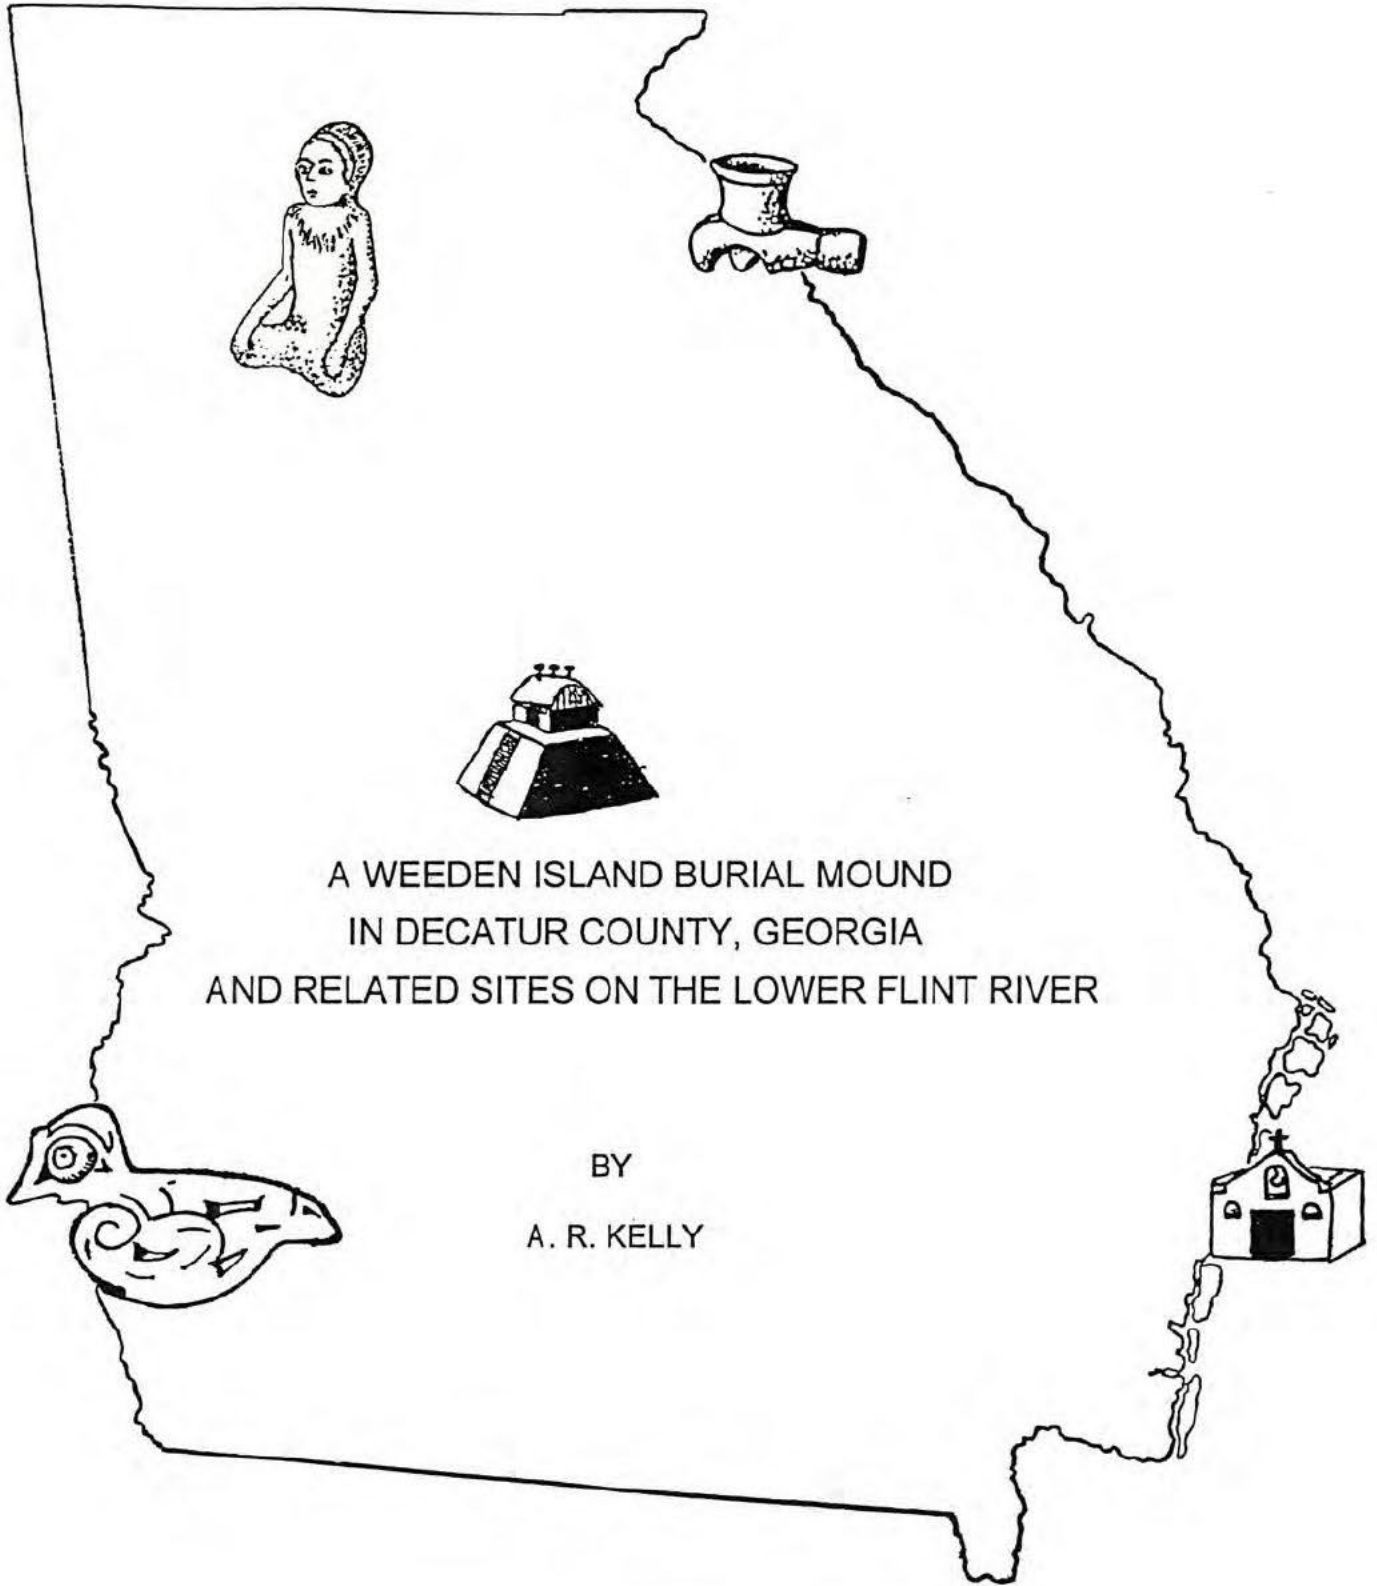 A WEEDEN ISLAND BURIAL MOUND
IN DECATUR COUNTY, GEORGIA
AND RELATED SITES ON THE LOWER FLINT RIVER
BY
A. R. KELLY